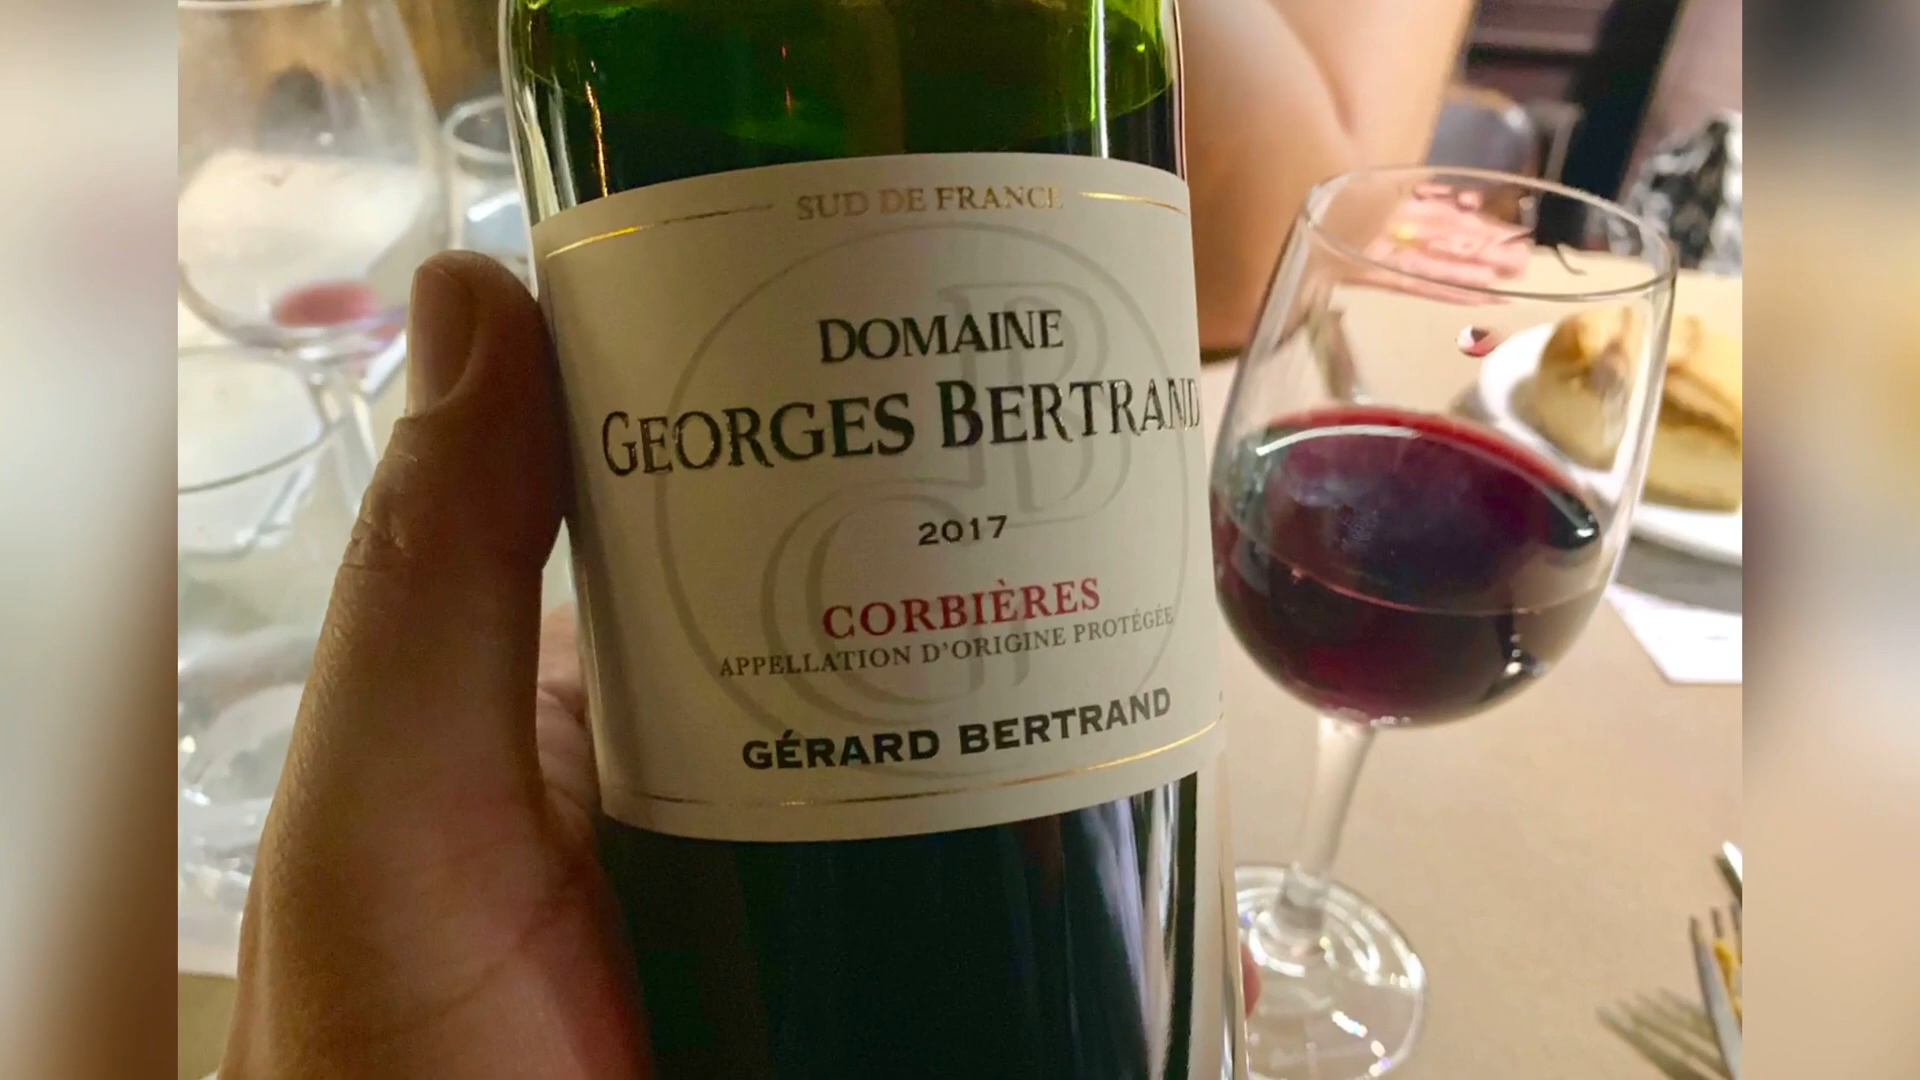 SUD DE FRANCE
DOMAINE
GEORGES BERTRAND
2017
CORBIÈRES
APPELLATION D'ORIGINE PROTÉGÉE
GÉRARD BERTRAND